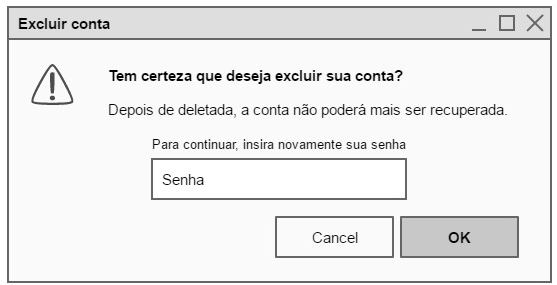 Excluir conta
Tem certeza que deseja excluir sua conta?
Depois de deletada, a conta não poderá mais ser recuperada.
Para continuar, insira novamente sua senha
Senha
Cancel
OK